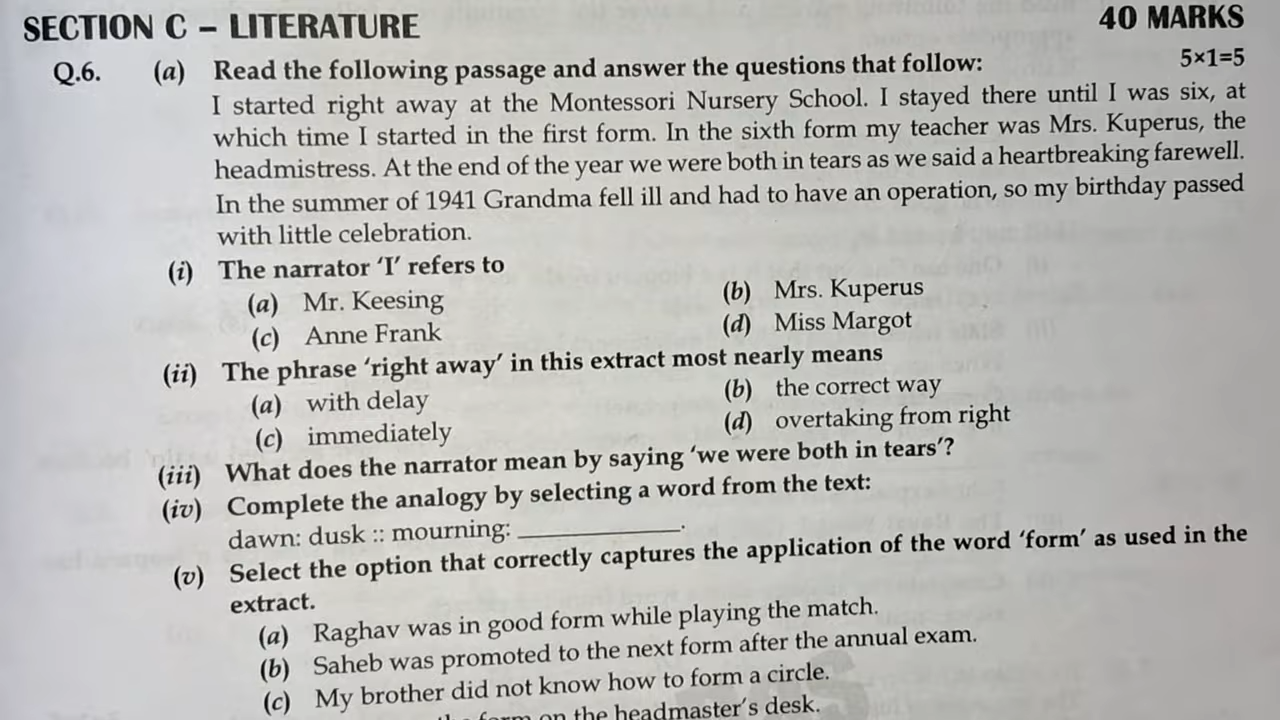 SECTION C – LITERATURE 40 MARKS
Q.6. (a) Read the following passage and answer the questions that follow: 5×1=5
I started right away at the Montessori Nursery School. I stayed there until I was six, at
which time I started in the first form. In the sixth form my teacher was Mrs. Kuperus, the
headmistress. At the end of the year we were both in tears as we said a heartbreaking farewell.
In the summer of 1941 Grandma fell ill and had to have an operation, so my birthday passed
with little celebration.
(i) The narrator ‘I’ refers to
(a) Mr. Keesing (b) Mrs. Kuperus
(c) Anne Frank (d) Miss Margot
(ii) The phrase ‘right away’ in this extract most nearly means
(a) with delay (b) the correct way
(c) immediately (d) overtaking from right
(iii) What does the narrator mean by saying ‘we were both in tears’?
(iv) Complete the analogy by selecting a word from the text:
dawn: dusk :: mourning: ____________.
(v) Select the option that correctly captures the application of the word ‘form’ as used in the
extract.
(a) Raghav was in good form while playing the match.
(b) Saheb was promoted to the next form after the annual exam.
(c) My brother did not know how to form a circle.
the form on the headmaster’s desk.